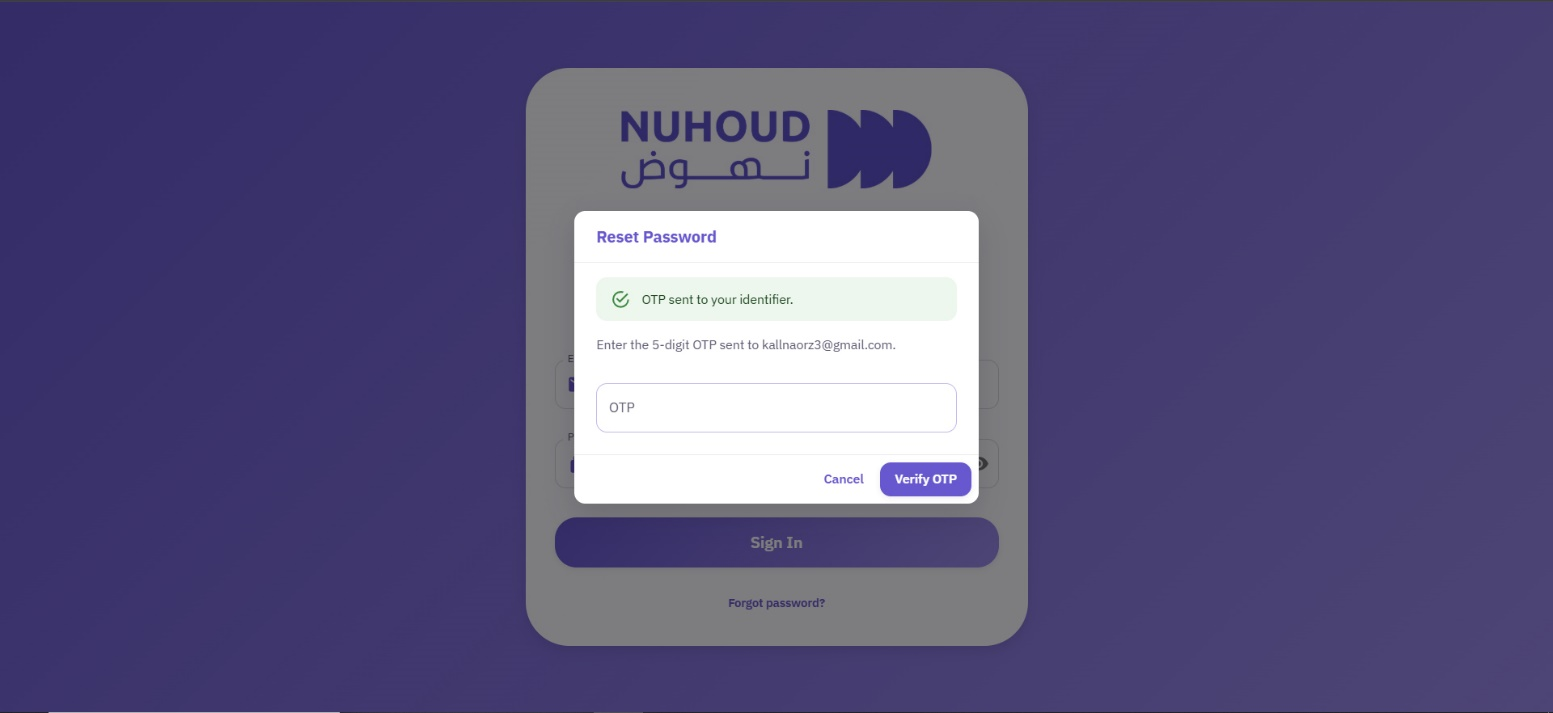 NUHOUD
نهوض
Reset Password
OTP sent to your identifier.
Enter the 5-digit OTP sent to kallnaorz3@gmail.com.
OTP
Cancel
Verify OTP
Sign In
Forgot password?